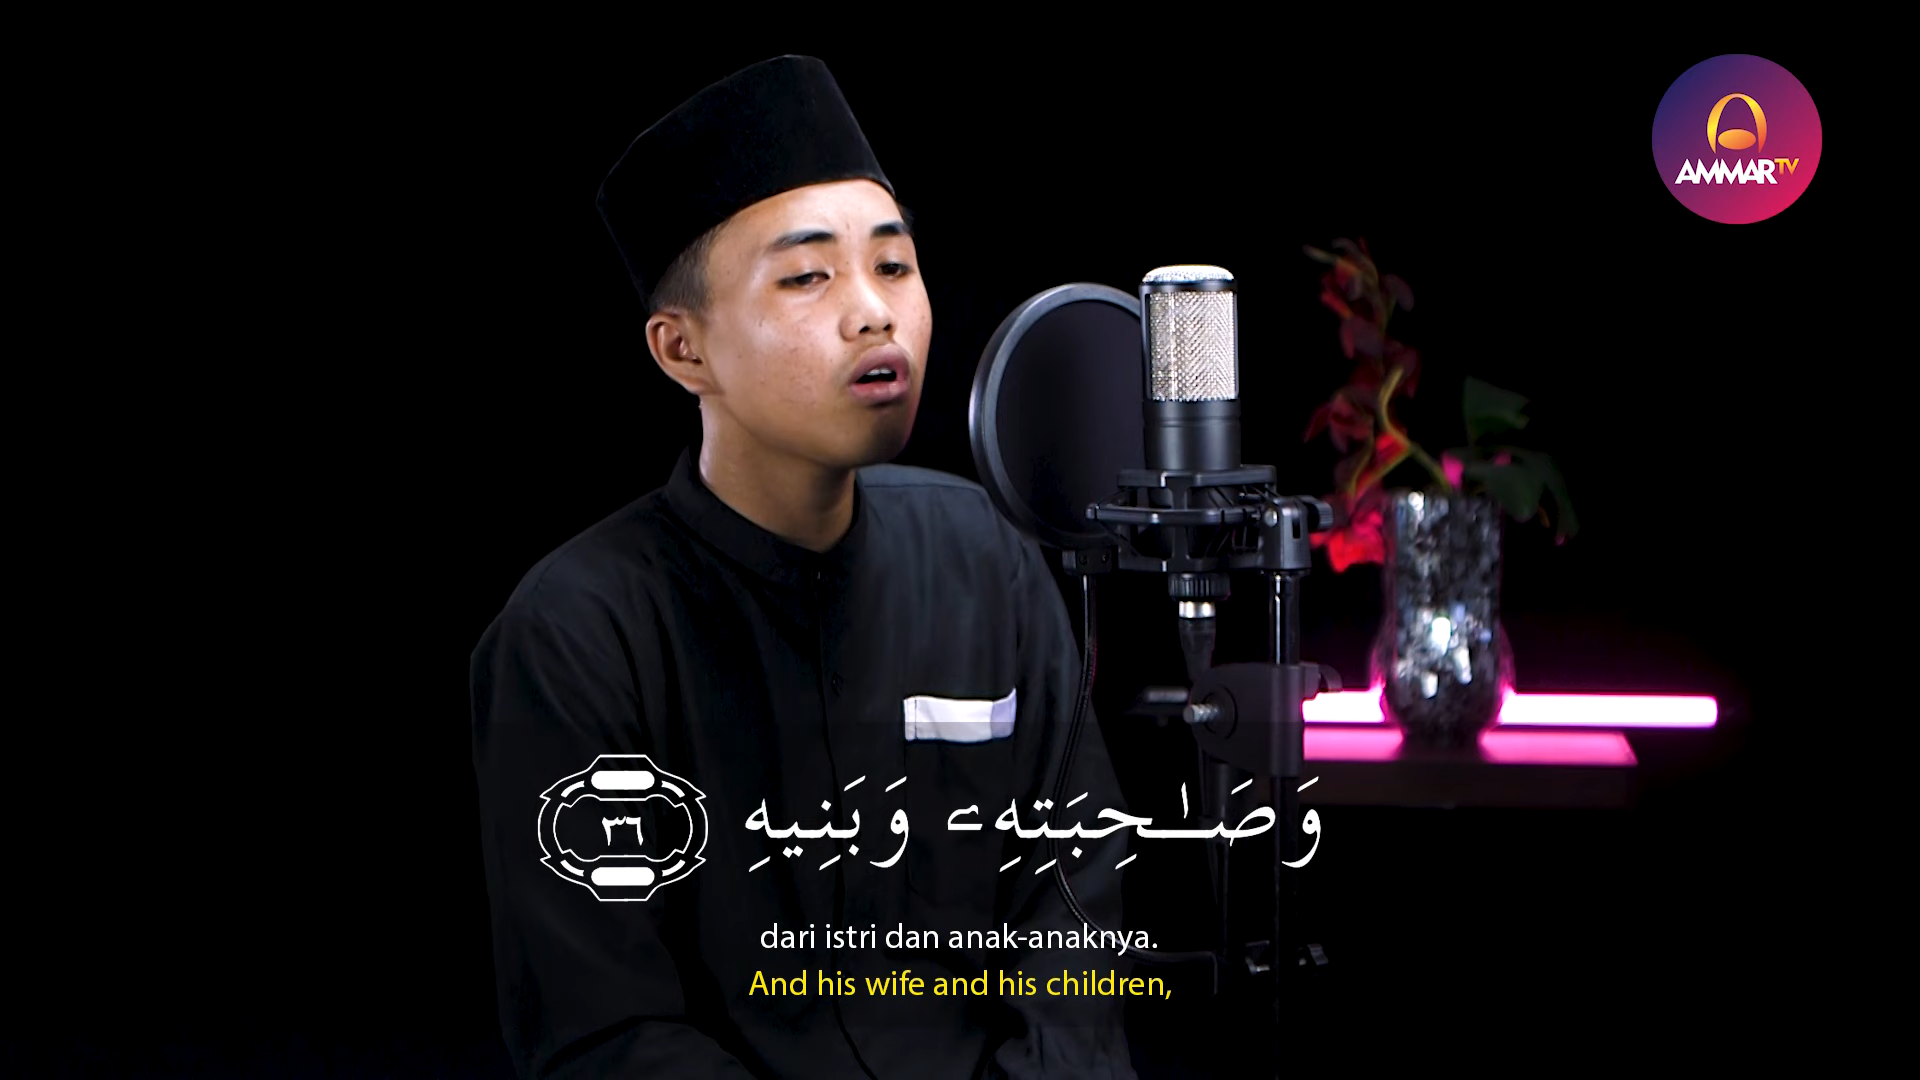 AMMARTV
وَصَـٰحِبَتِهِۦ وَبَنِيهِ ٣٦
dari istri dan anak-anaknya.
And his wife and his children,